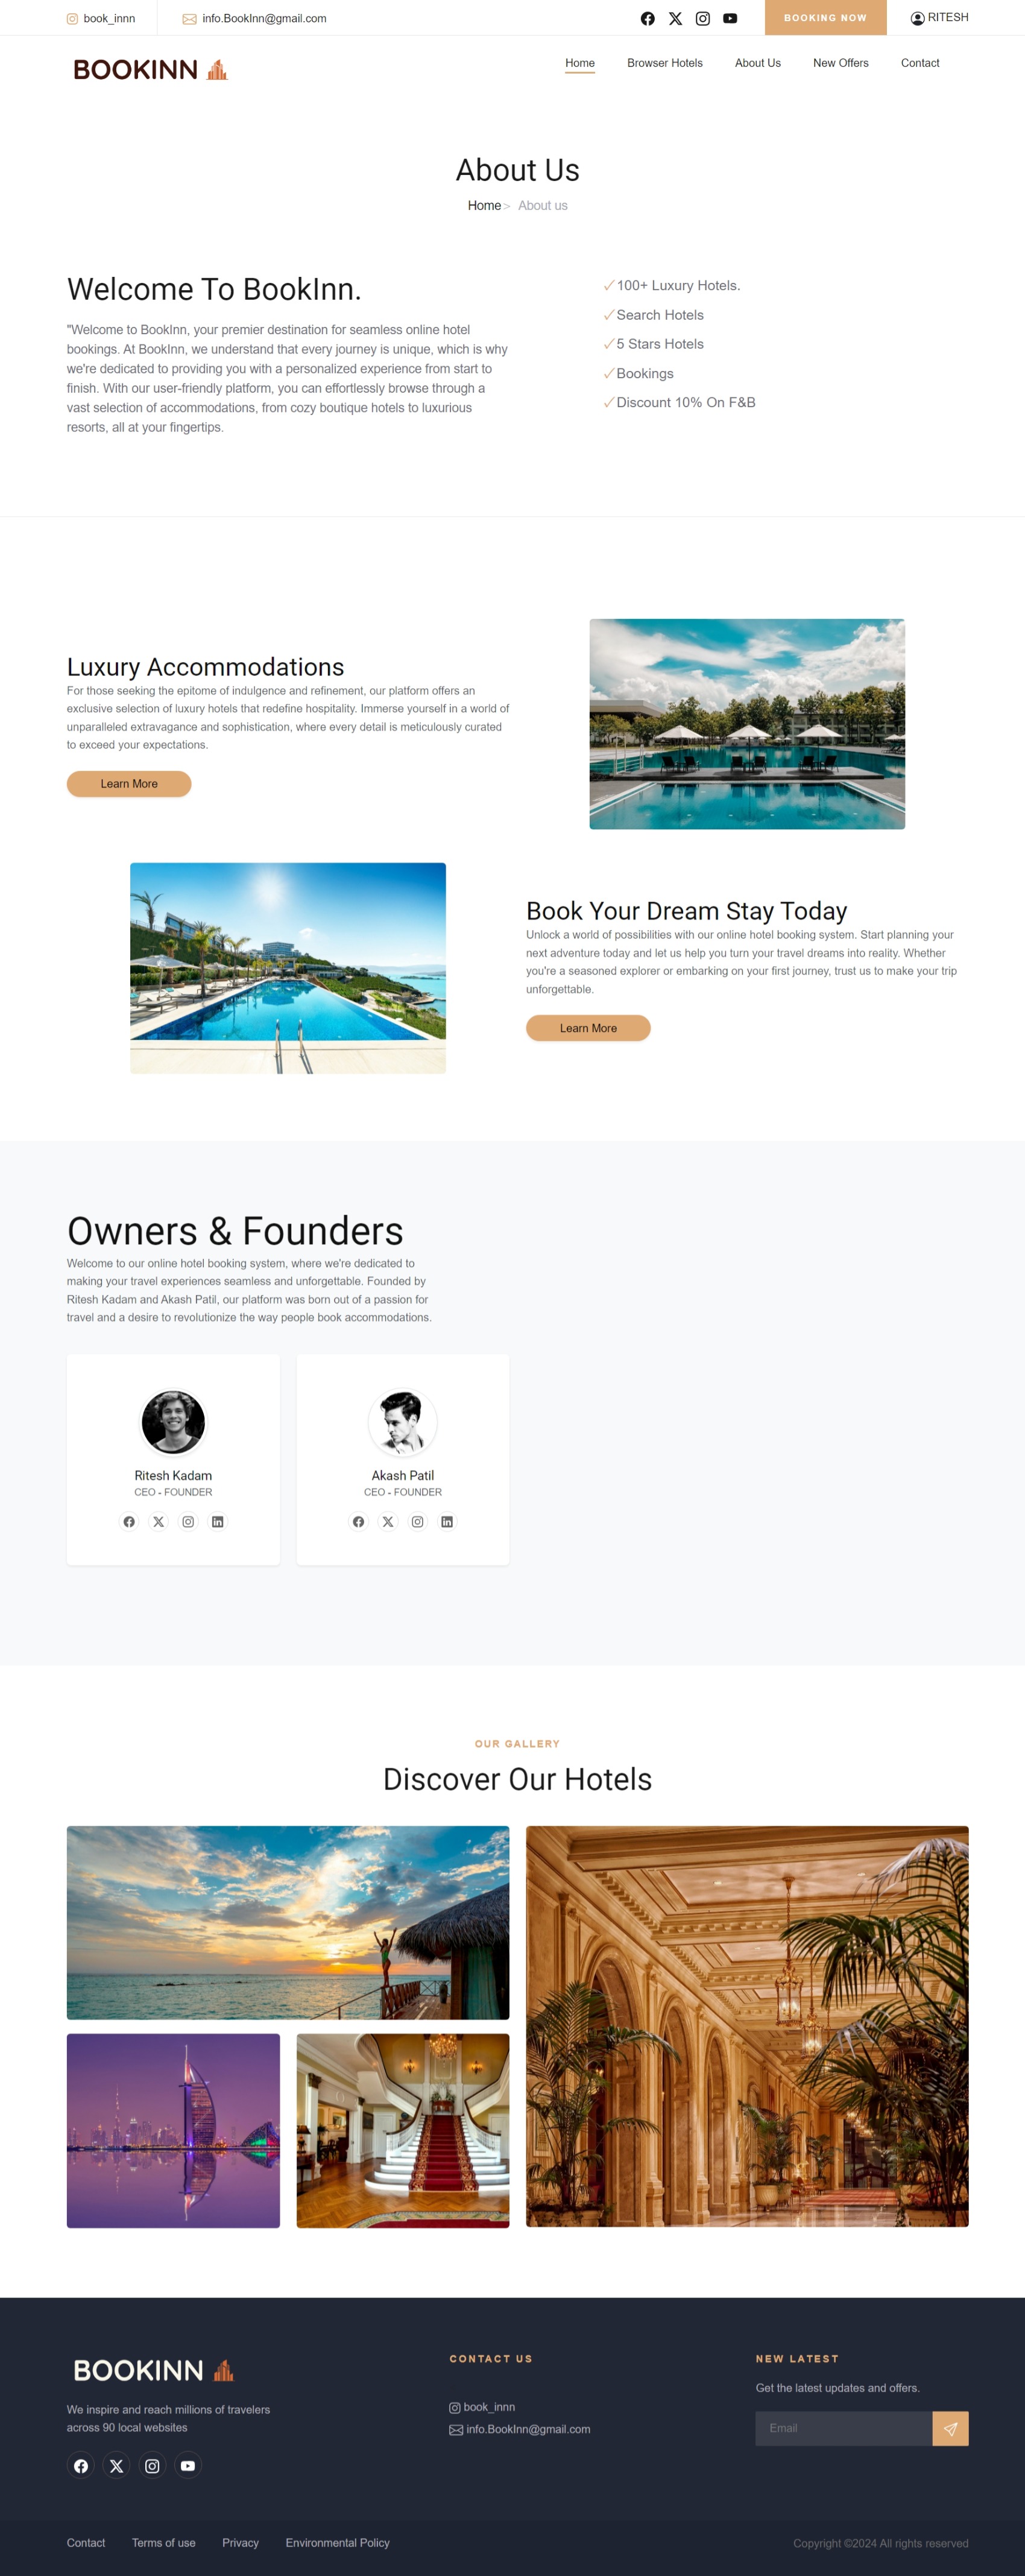 book_innn
info.BookInn@gmail.com
BOOKING NOW
RITESH
BOOKINN
Home
Browser Hotels
About Us
New Offers
Contact
About Us
Home > About us
Welcome To BookInn.
"Welcome to BookInn, your premier destination for seamless online hotel
bookings. At BookInn, we understand that every journey is unique, which is why
we're dedicated to providing you with a personalized experience from start to
finish. With our user-friendly platform, you can effortlessly browse through a
vast selection of accommodations, from cozy boutique hotels to luxurious
resorts, all at your fingertips.
✓100+ Luxury Hotels.
✓Search Hotels
✓5 Stars Hotels
✓Bookings
✓Discount 10% On F&B
Luxury Accommodations
For those seeking the epitome of indulgence and refinement, our platform offers an
exclusive selection of luxury hotels that redefine hospitality. Immerse yourself in a world of
unparalleled extravagance and sophistication, where every detail is meticulously curated
to exceed your expectations.
Learn More
Book Your Dream Stay Today
Unlock a world of possibilities with our online hotel booking system. Start planning your
next adventure today and let us help you turn your travel dreams into reality. Whether
you're a seasoned explorer or embarking on your first journey, trust us to make your trip
unforgettable.
Learn More
Owners & Founders
Welcome to our online hotel booking system, where we're dedicated to
making your travel experiences seamless and unforgettable. Founded by
Ritesh Kadam and Akash Patil, our platform was born out of a passion for
travel and a desire to revolutionize the way people book accommodations.
Ritesh Kadam
CEO - FOUNDER
Akash Patil
CEO - FOUNDER
OUR GALLERY
Discover Our Hotels
BOOKINN
We inspire and reach millions of travelers
across 90 local websites
CONTACT US
book_innn
info.BookInn@gmail.com
NEW LATEST
Get the latest updates and offers.
Email
Contact
Terms of use
Privacy
Environmental Policy
Copyright ©2024 All rights reserved